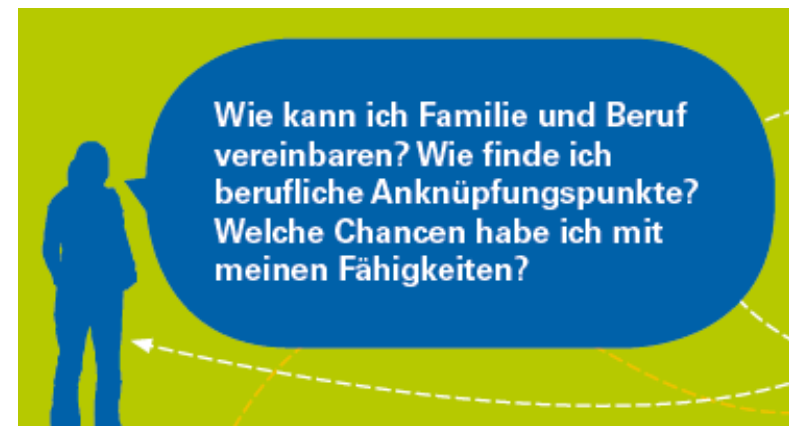 Wie kann ich Familie und Beruf
vereinbaren? Wie finde ich
berufliche Anknüpfungspunkte?
Welche Chancen habe ich mit
meinen Fähigkeiten?